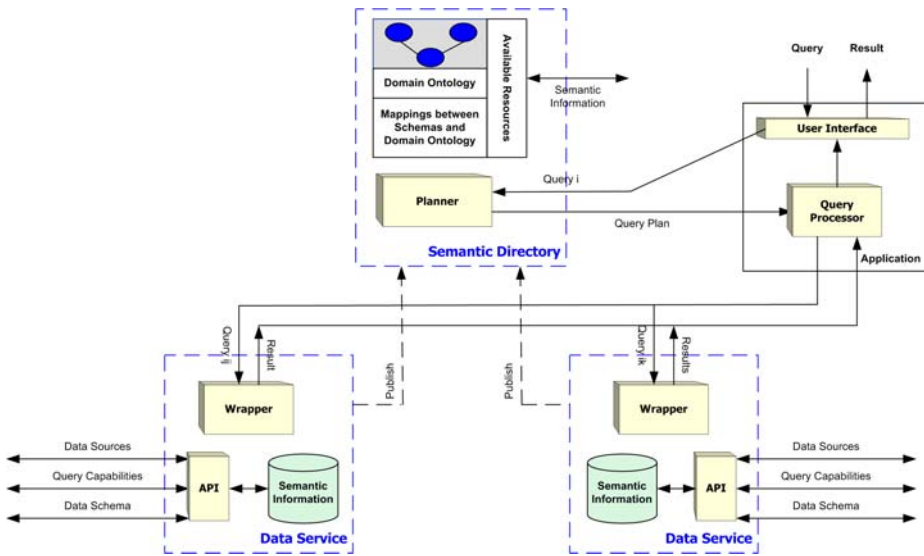 Domain Ontology
Mappings between
Schemas and
Domain Ontology
Available Resources
Semantic
Information
Query
Result
User Interface
Query i
Planner
Query Plan
Query
Processor
Semantic Directory
Application
Query ij
Result
Publish
Publish
Query ik
Results
Wrapper
Wrapper
Data Sources
Query Capabilities
Data Schema
API
Semantic
Information
Data Service
Semantic
Information
API
Data Sources
Query Capabilities
Data Schema
Data Service